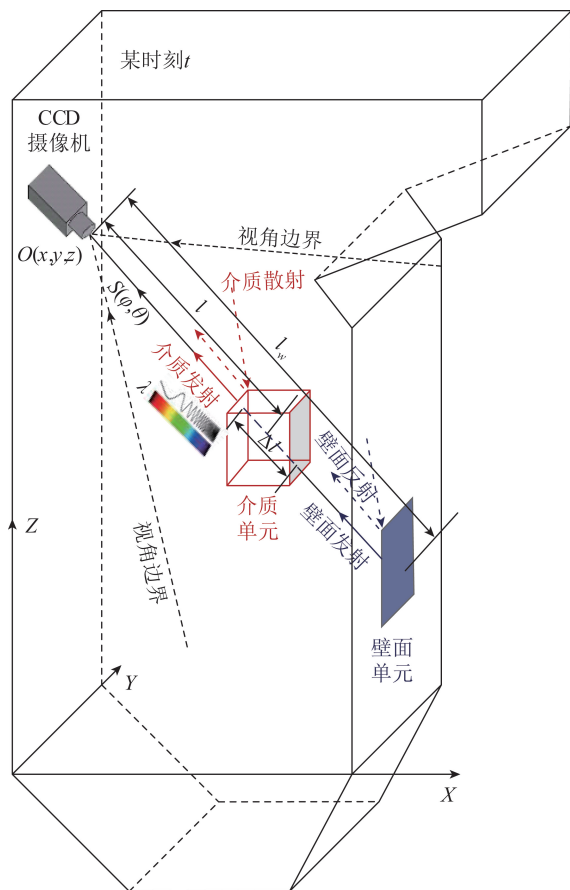 某时刻t
CCD
摄像机
O(x,y,z)
视角边界
S(φ,θ)
l
介质散射
l_w
介质发射
λ
Δl
壁面反射
介质
单元
壁面发射
Z
视角边界
壁面
单元
Y
X